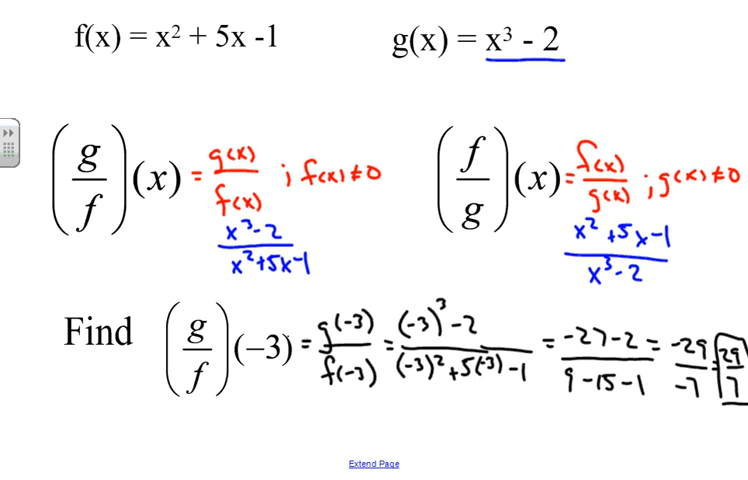 f(x) = x² + 5x -1
g(x) = x³ - 2
(g/f)(x) = g(x)/f(x) ; f(x) ≠ 0
x³-2/x²+5x-1
(f/g)(x) = f(x)/g(x) ; g(x) ≠ 0
x²+5x-1/x³-2
Find (g/f)(−3) = g(-3)/f(-3) = (-3)³-2/(-3)²+5(-3)-1 = -27-2/9-15-1 = -29/-7 = 29/7
Extend Page